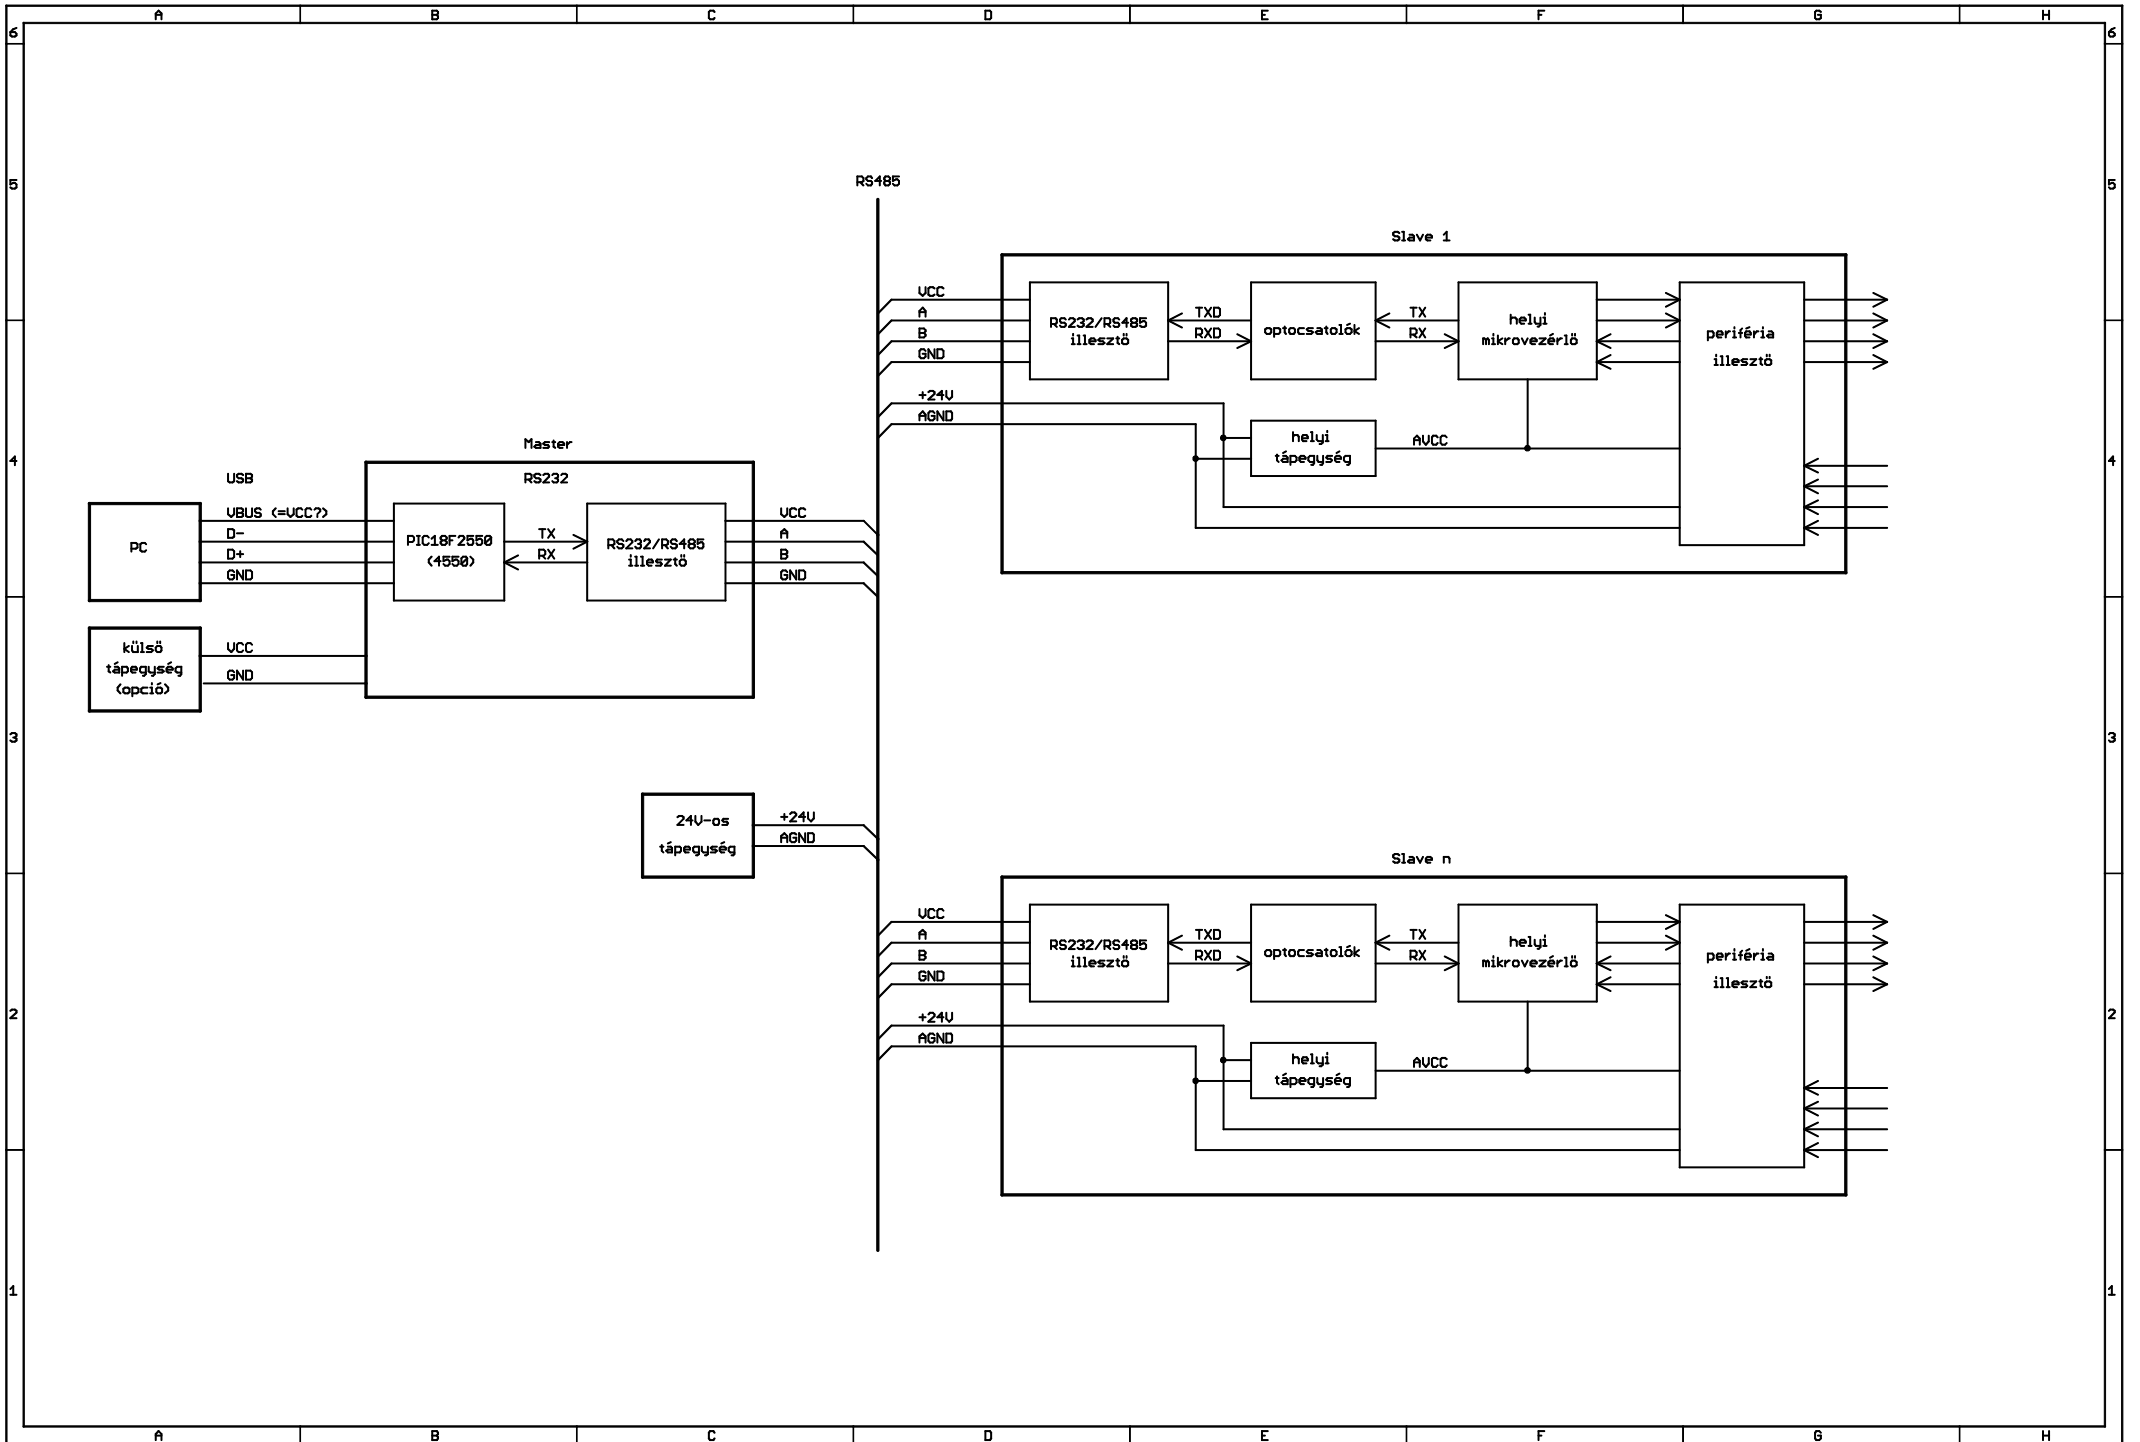 A B C D E F G H
6 6
RS485
5 5
Slave 1
VCC
A
B
GND
+24V
AGND
RS232/RS485
illesztö
TXD
RXD
optocsatolók
TX
RX
helyi
mikrovezérlö
periféria
illesztö
helyi
tápegység
AVCC
4 4
Master
USB
RS232
PC
VBUS (=VCC?)
D-
D+
GND
PIC18F2550
(4550)
TX
RX
RS232/RS485
illesztö
VCC
A
B
GND
külsö
tápegység
(opció)
VCC
GND
3 3
24V-os
tápegység
+24V
AGND
Slave n
VCC
A
B
GND
+24V
AGND
RS232/RS485
illesztö
TXD
RXD
optocsatolók
TX
RX
helyi
mikrovezérlö
periféria
illesztö
helyi
tápegység
AVCC
2 2
1 1
A B C D E F G H